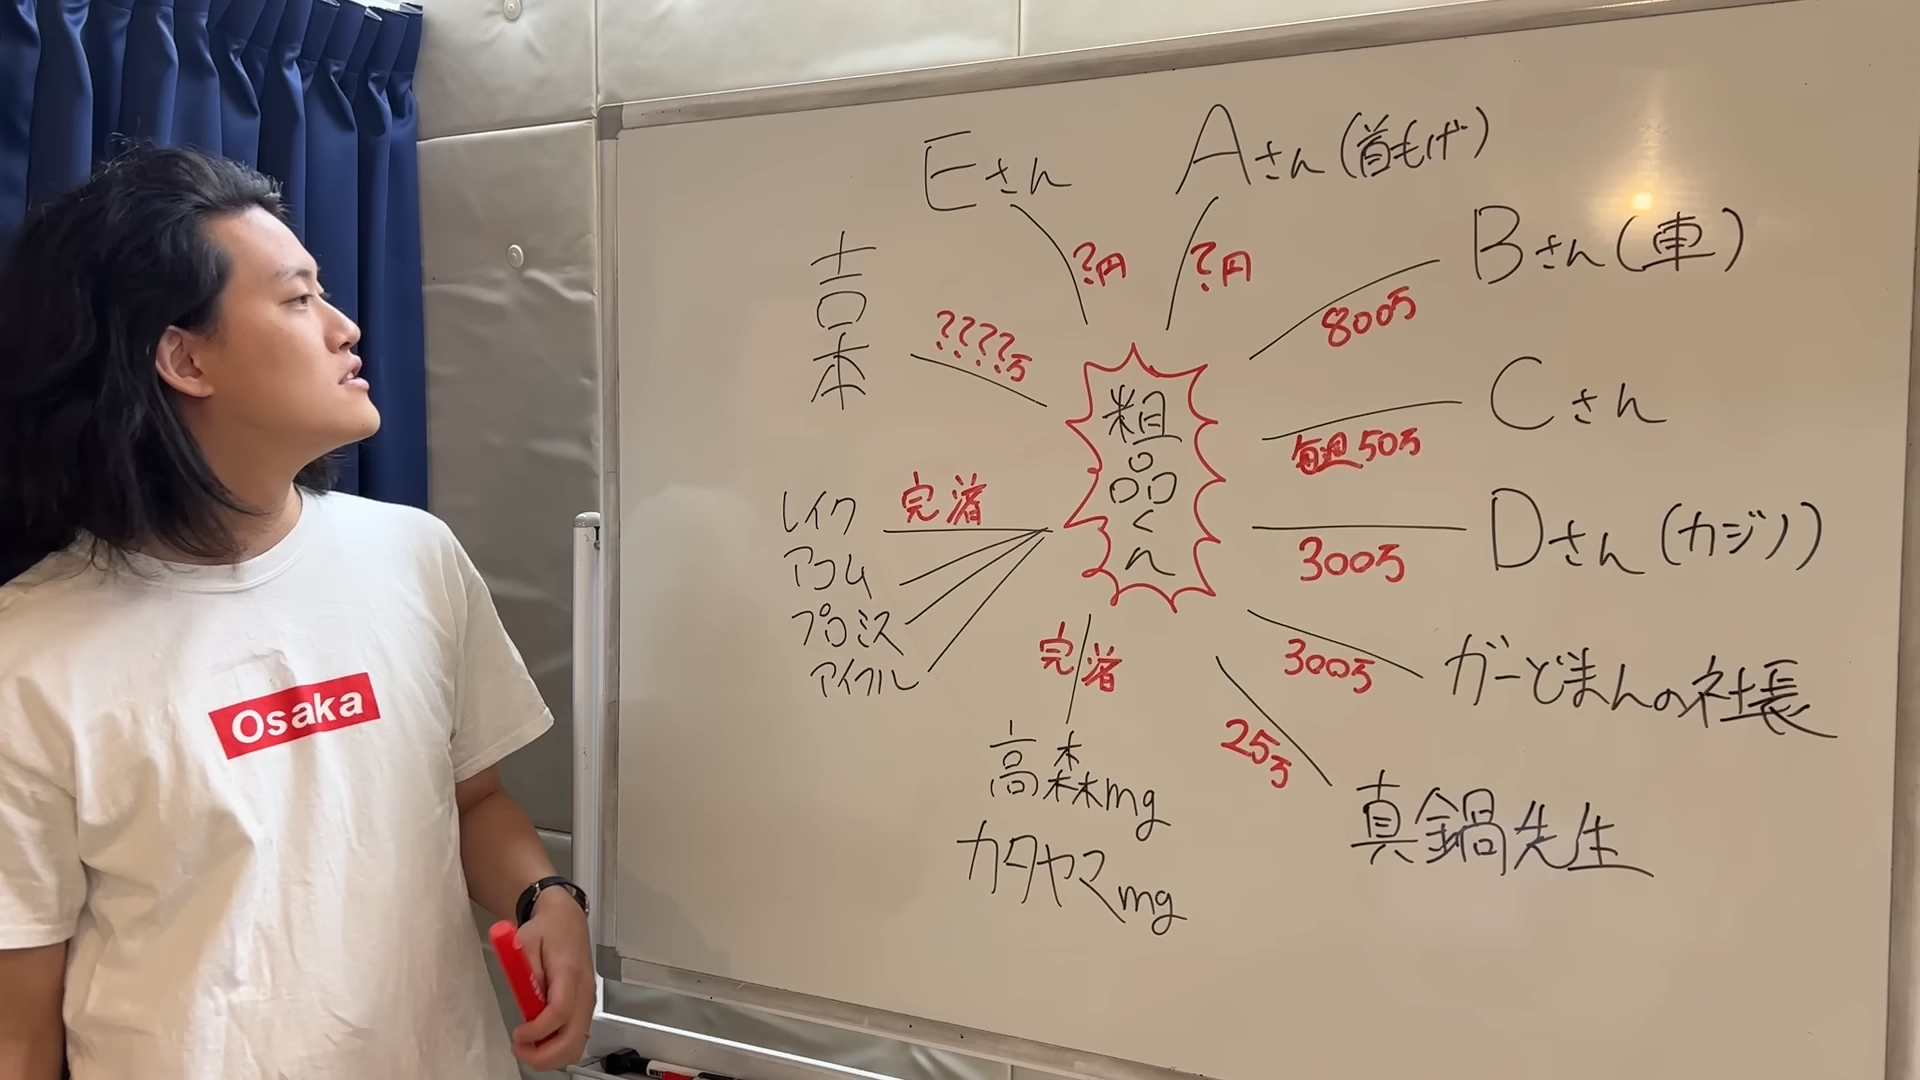 Eさん
Aさん(首もげ)
?円
?円
Bさん(車)
800万
吉本
????万
Cさん
毎週50万
粗品くん
レイク
アコム
プロミス
アイフル
完済
Dさん(カジノ)
300万
ガーどまんの社長
300万
完済
25万
真鍋先生
高森mg
カタヤマmg
Osaka